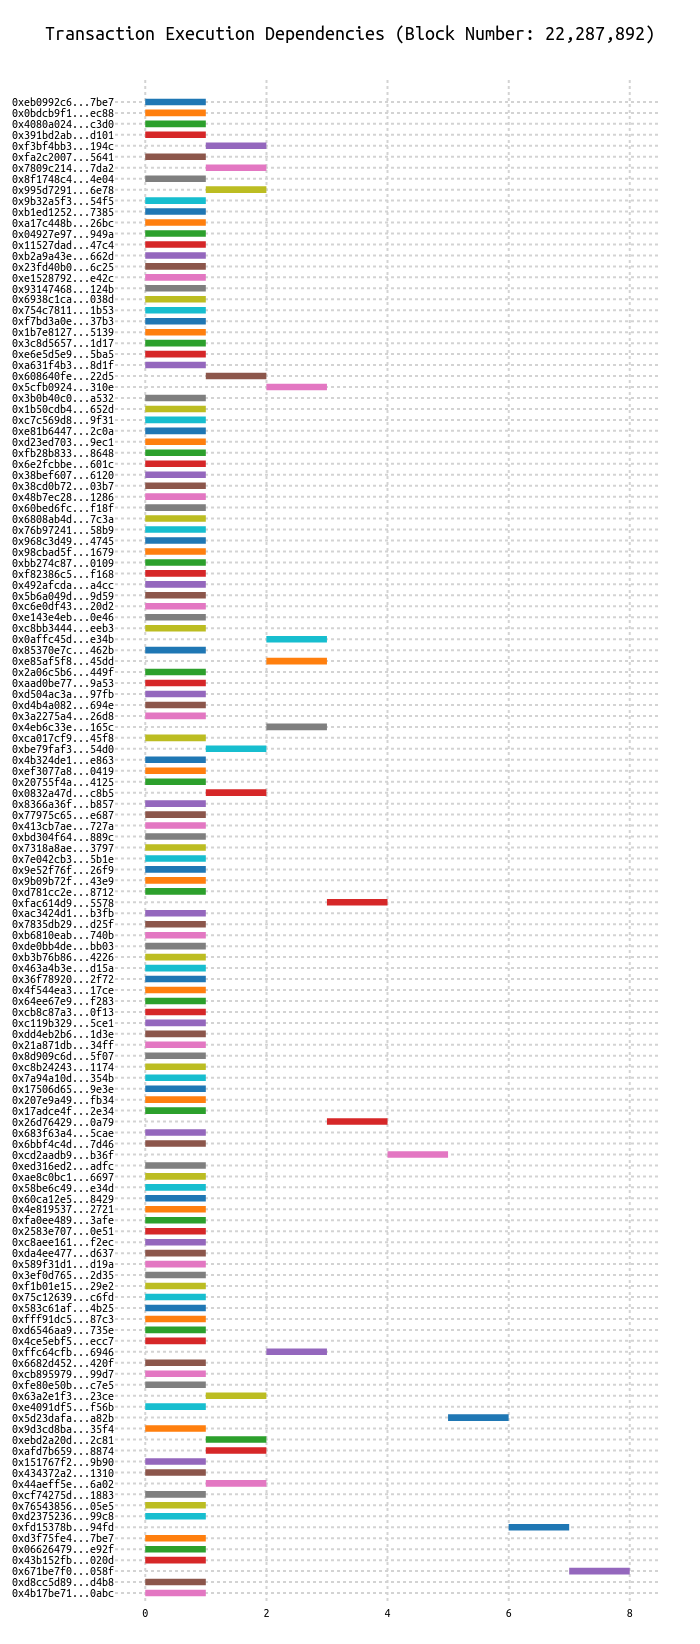 Transaction Execution Dependencies (Block Number: 22,287,892)
0xeb0992c6...7be7
0x0bdcb9f1...ec88
0x4080a024...c3d0
0x391bd2ab...d101
0xf3bf4bb3...194c
0xfa2c2007...5641
0x7809c214...7da2
0x8f1748c4...4e04
0x995d7291...6e78
0x9b32a5f3...54f5
0xb1ed1252...7385
0xa17c448b...26bc
0x04927e97...949a
0x11527dad...47c4
0xb2a9a43e...662d
0x23fd40b0...6c25
0xe1528792...e42c
0x93147468...124b
0x6938c1ca...038d
0x754c7811...1b53
0xf7bd3a0e...37b3
0x1b7e8127...5139
0x3c8d5657...1d17
0xe6e5d5e9...5ba5
0xa631f4b3...8d1f
0x608640fe...22d5
0x5cfb0924...310e
0x3b0b40c0...a532
0x1b50cdb4...652d
0xc7c569d8...9f31
0xe81b6447...2c0a
0xd23ed703...9ec1
0xfb28b833...8648
0x6e2fcbbe...601c
0x38bef607...6120
0x38cd0b72...03b7
0x48b7ec28...1286
0x60bed6fc...f18f
0x6808ab4d...7c3a
0x76b97241...58b9
0x968c3d49...4745
0x98cbad5f...1679
0xbb274c87...0109
0xf82386c5...f168
0x492afcda...a4cc
0x5b6a049d...9d59
0xc6e0df43...20d2
0xe143e4eb...0e46
0xc8bb3444...eeb3
0x0affc45d...e34b
0x85370e7c...462b
0xe85af5f8...45dd
0x2a06c5b6...449f
0xaad0be77...9a53
0xd504ac3a...97fb
0xd4b4a082...694e
0x3a2275a4...26d8
0x4eb6c33e...165c
0xca017cf9...45f8
0xbe79faf3...54d0
0x4b324de1...e863
0xef3077a8...0419
0x20755f4a...4125
0x0832a47d...c8b5
0x8366a36f...b857
0x77975c65...e687
0x413cb7ae...727a
0xbd304f64...889c
0x7318a8ae...3797
0x7e042cb3...5b1e
0x9e52f76f...26f9
0x9b09b72f...43e9
0xd781cc2e...8712
0xfac614d9...5578
0xac3424d1...b3fb
0x7835db29...d25f
0xb6810eab...740b
0xde0bb4de...bb03
0xb3b76b86...4226
0x463a4b3e...d15a
0x36f78920...2f72
0x4f544ea3...17ce
0x64ee67e9...f283
0xcb8c87a3...0f13
0xc119b329...5ce1
0xdd4eb2b6...1d3e
0x21a871db...34ff
0x8d909c6d...5f07
0xc8b24243...1174
0x7a94a10d...354b
0x17506d65...9e3e
0x207e9a49...fb34
0x17adce4f...2e34
0x26d76429...0a79
0x683f63a4...5cae
0x6bbf4c4d...7d46
0xcd2aadb9...b36f
0xed316ed2...adfc
0xae8c0bc1...6697
0x58be6c49...e34d
0x60ca12e5...8429
0x4e819537...2721
0xfa0ee489...3afe
0x2583e707...0e51
0xc8aee161...f2ec
0xda4ee477...d637
0x589f31d1...d19a
0x3ef0d765...2d35
0xf1b01e15...29e2
0x75c12639...c6fd
0x583c61af...4b25
0xfff91dc5...87c3
0xd6546aa9...735e
0x4ce5ebf5...ecc7
0xffc64cfb...6946
0x6682d452...420f
0xcb895979...99d7
0xfe80e50b...c7e5
0x63a2e1f3...23ce
0xe4091df5...f56b
0x5d23dafa...a82b
0x9d3cd8ba...35f4
0xebd2a20d...2c81
0xafd7b659...8874
0x151767f2...9b90
0x434372a2...1310
0x44aeff5e...6a02
0xcf74275d...1883
0x76543856...05e5
0xd2375236...99c8
0xfd15378b...94fd
0xd3f75fe4...7be7
0x06626479...e92f
0x43b152fb...020d
0x671be7f0...058f
0xd8cc5d89...d4b8
0x4b17be71...0abc
0 2 4 6 8